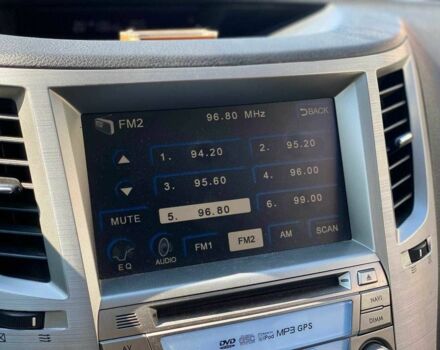 FM2 96.80 MHz BACK
1. 94.20 2. 95.20
3. 95.60 4. 96.00
MUTE 5. 96.80 6. 99.00
EQ AUDIO FM1 FM2 AM SCAN
NAVI
DVD MP3 GPS DIMM
iPod